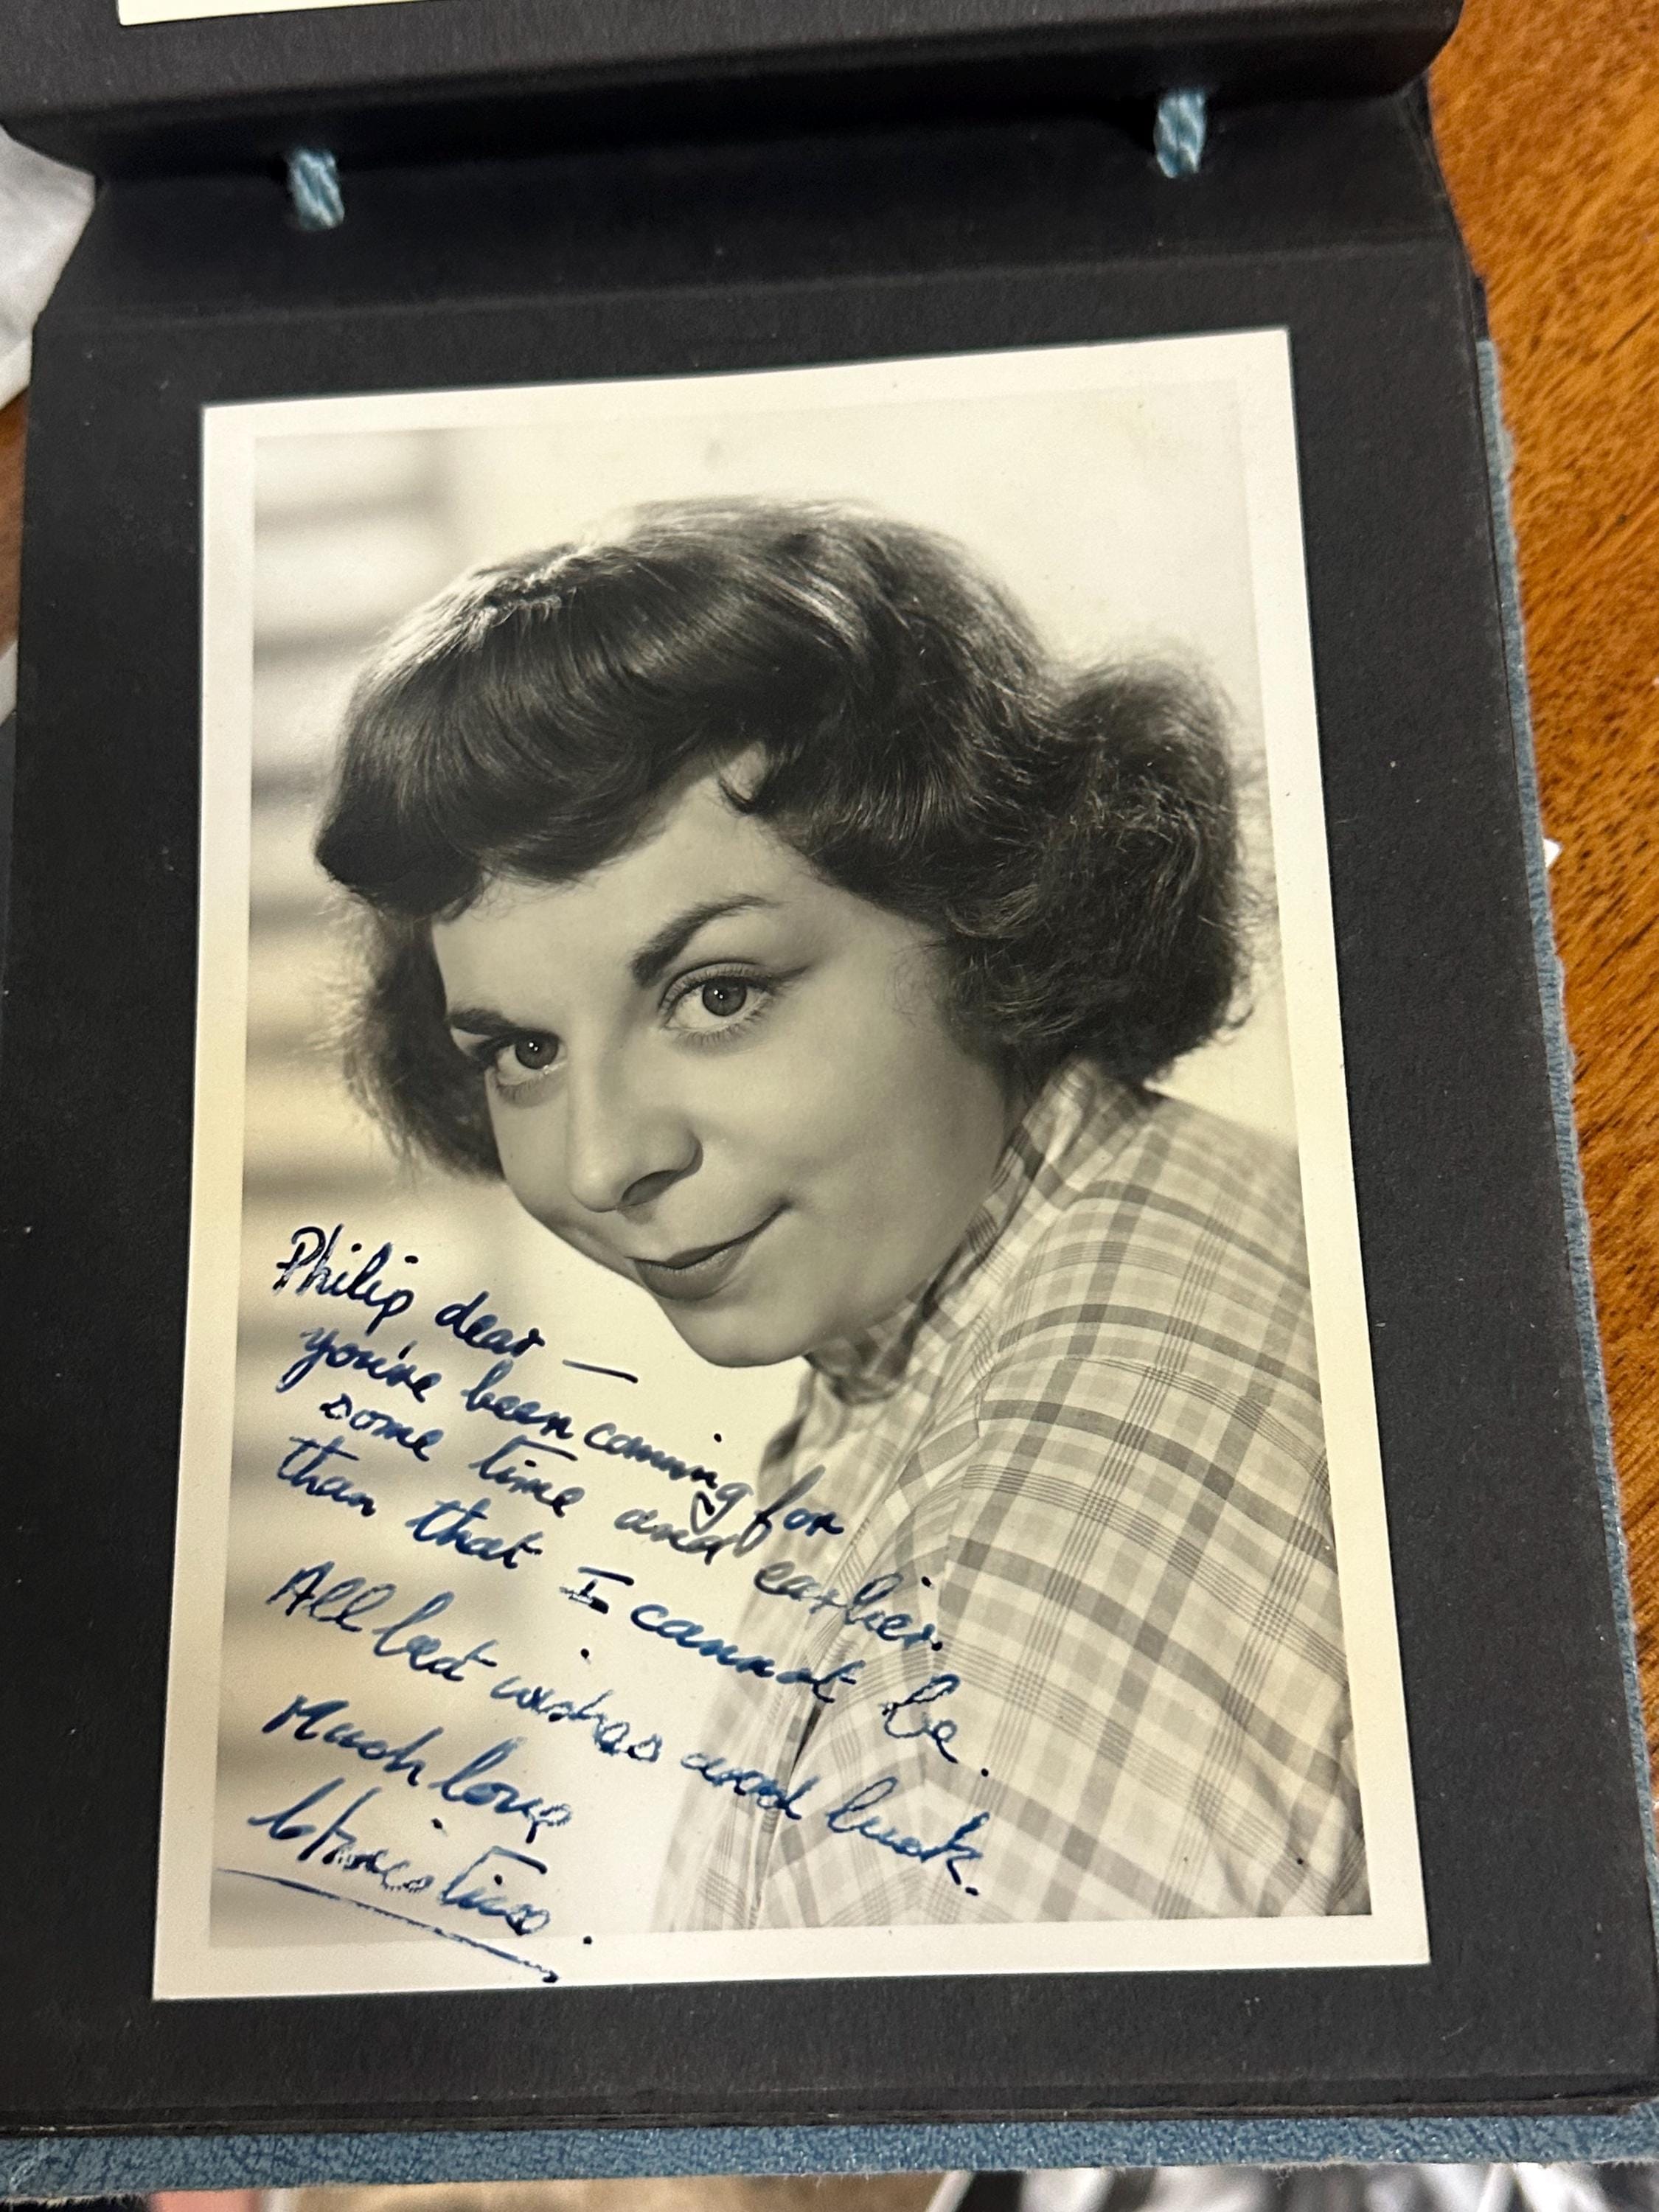 Philip dear —
you've been coming for
some time and earlier
than that I cannot be.
All best wishes and luck.
Much love
Christina.